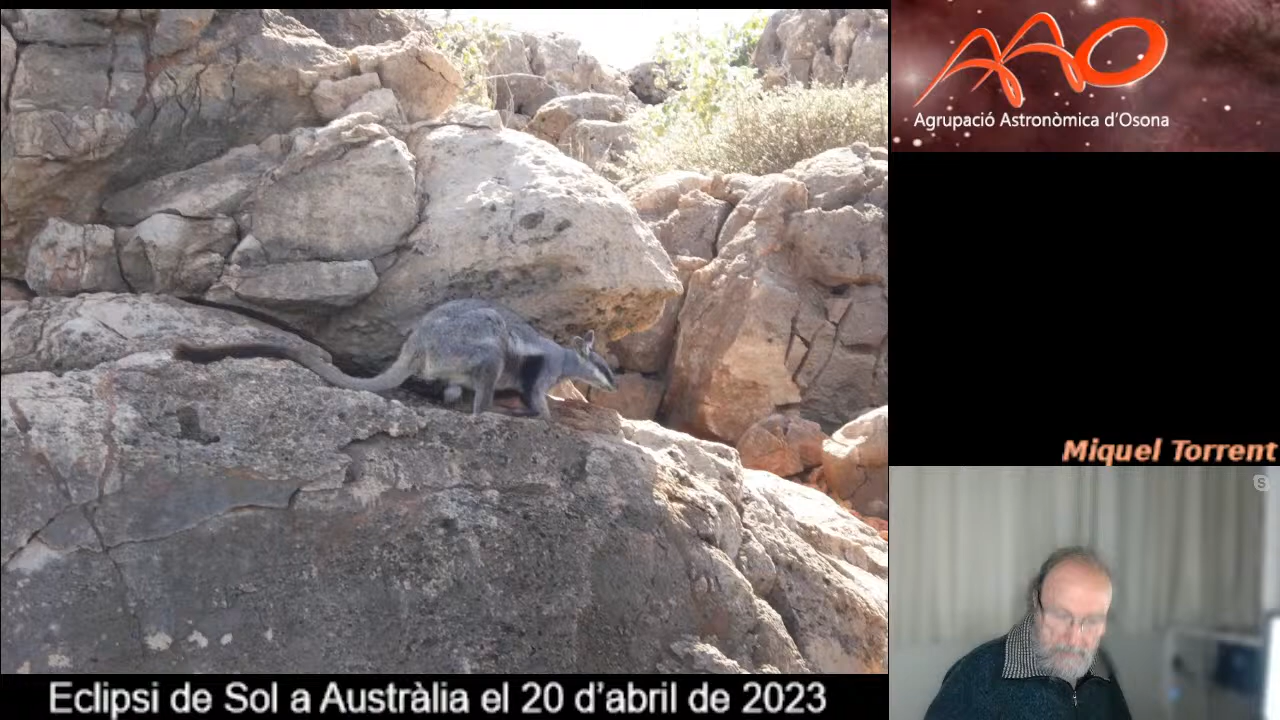 AAO
Agrupació Astronòmica d'Osona
Miquel Torrent
S
Eclipsi de Sol a Austràlia el 20 d'abril de 2023